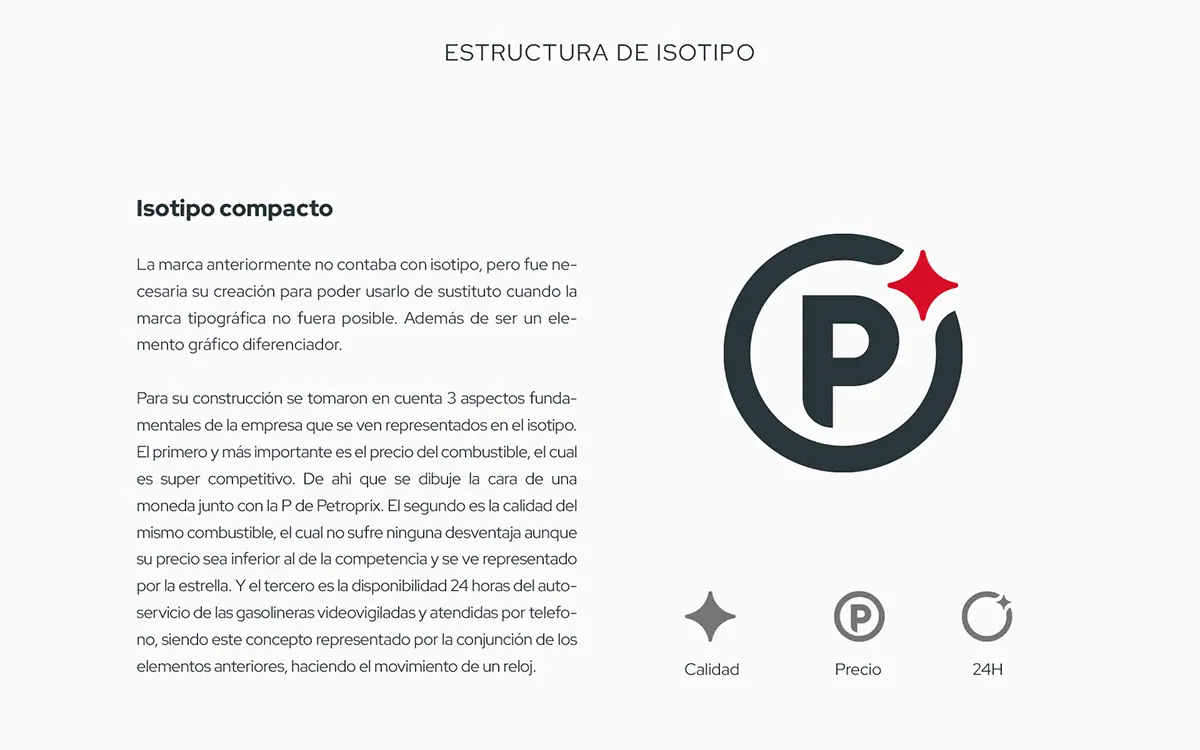 ESTRUCTURA DE ISOTIPO
Isotipo compacto
La marca anteriormente no contaba con isotipo, pero fue ne-
cesaria su creación para poder usarlo de sustituto cuando la
marca tipográfica no fuera posible. Además de ser un ele-
mento gráfico diferenciador.
Para su construcción se tomaron en cuenta 3 aspectos funda-
mentales de la empresa que se ven representados en el isotipo.
El primero y más importante es el precio del combustible, el cual
es super competitivo. De ahi que se dibuje la cara de una
moneda junto con la P de Petroprix. El segundo es la calidad del
mismo combustible, el cual no sufre ninguna desventaja aunque
su precio sea inferior al de la competencia y se ve representado
por la estrella. Y el tercero es la disponibilidad 24 horas del auto-
servicio de las gasolineras videovigiladas y atendidas por telefo-
no, siendo este concepto representado por la conjunción de los
elementos anteriores, haciendo el movimiento de un reloj.
P
P
Calidad
Precio
24H